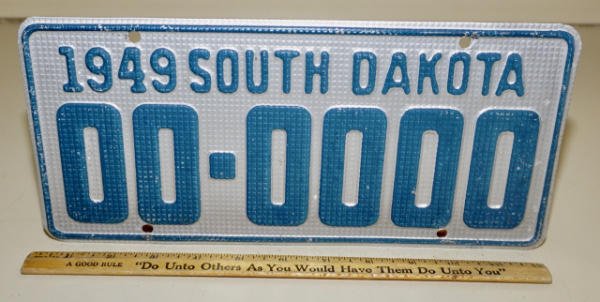 1949 SOUTH DAKOTA
00-0000
A GOOD RULE "Do Unto Others As You Would Have Them Do Unto You"